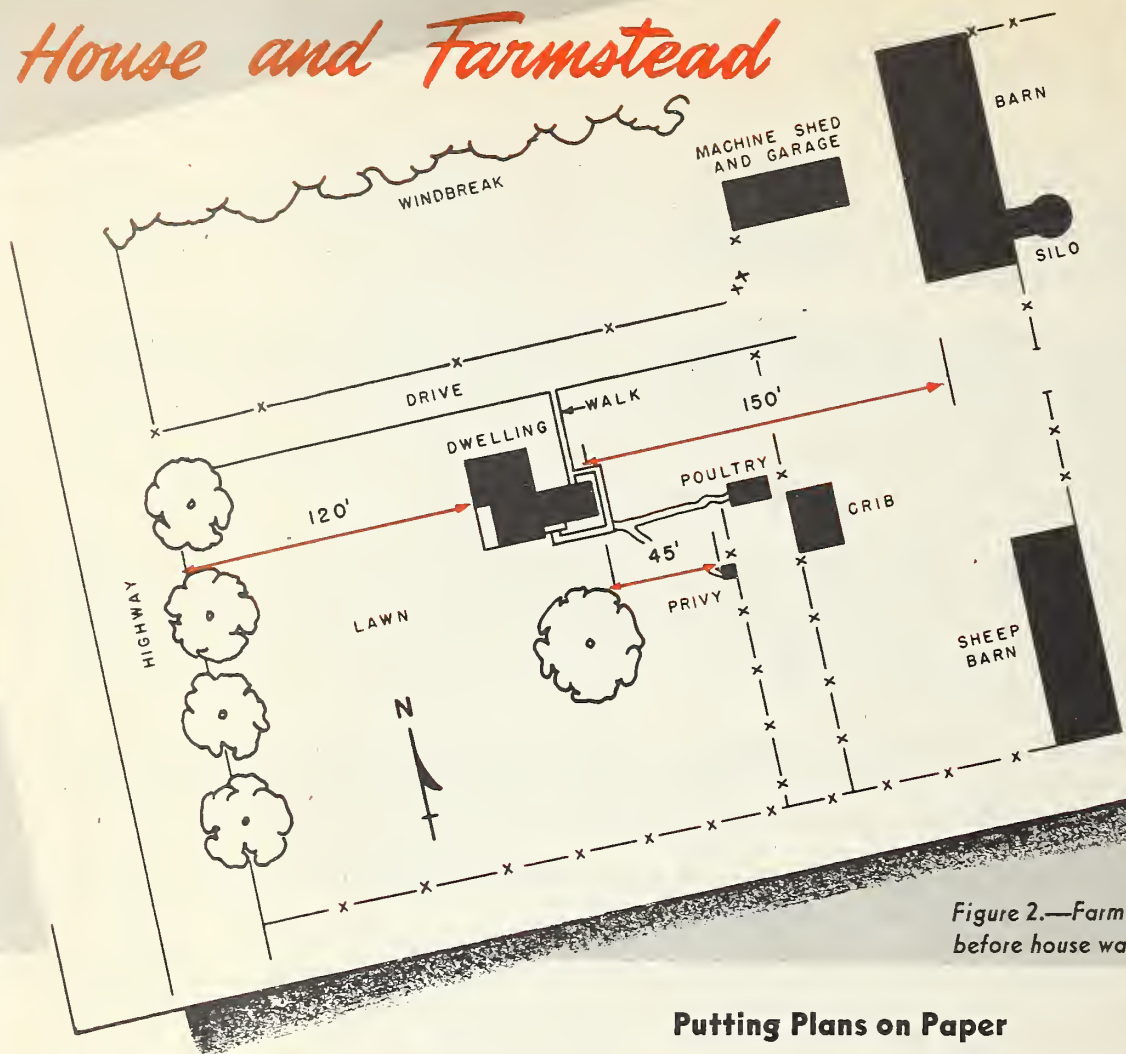 House and Farmstead
BARN
MACHINE SHED
AND GARAGE
WINDBREAK
SILO
DRIVE
WALK
150'
DWELLING
POULTRY
120'
CRIB
45'
PRIVY
HIGHWAY
LAWN
SHEEP
BARN
N
Figure 2.—Farm
before house
Putting Plans on Paper